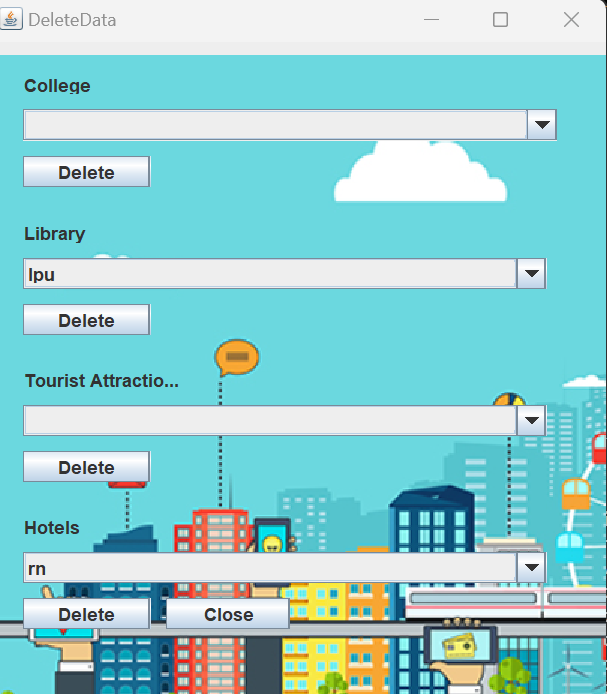 DeleteData
College
Delete
Library
lpu
Delete
Tourist Attractio...
Delete
Hotels
rn
Delete Close